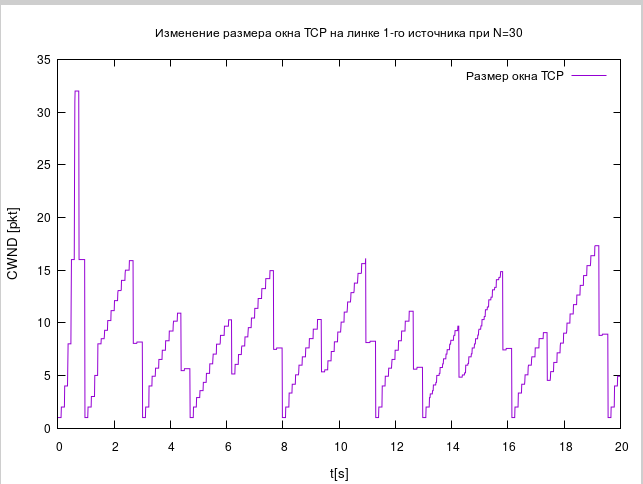 Изменение размера окна TCP на линке 1-го источника при N=30
Размер окна TCP
35
30
25
20
15
10
5
0
CWND [pkt]
0 2 4 6 8 10 12 14 16 18 20
t[s]